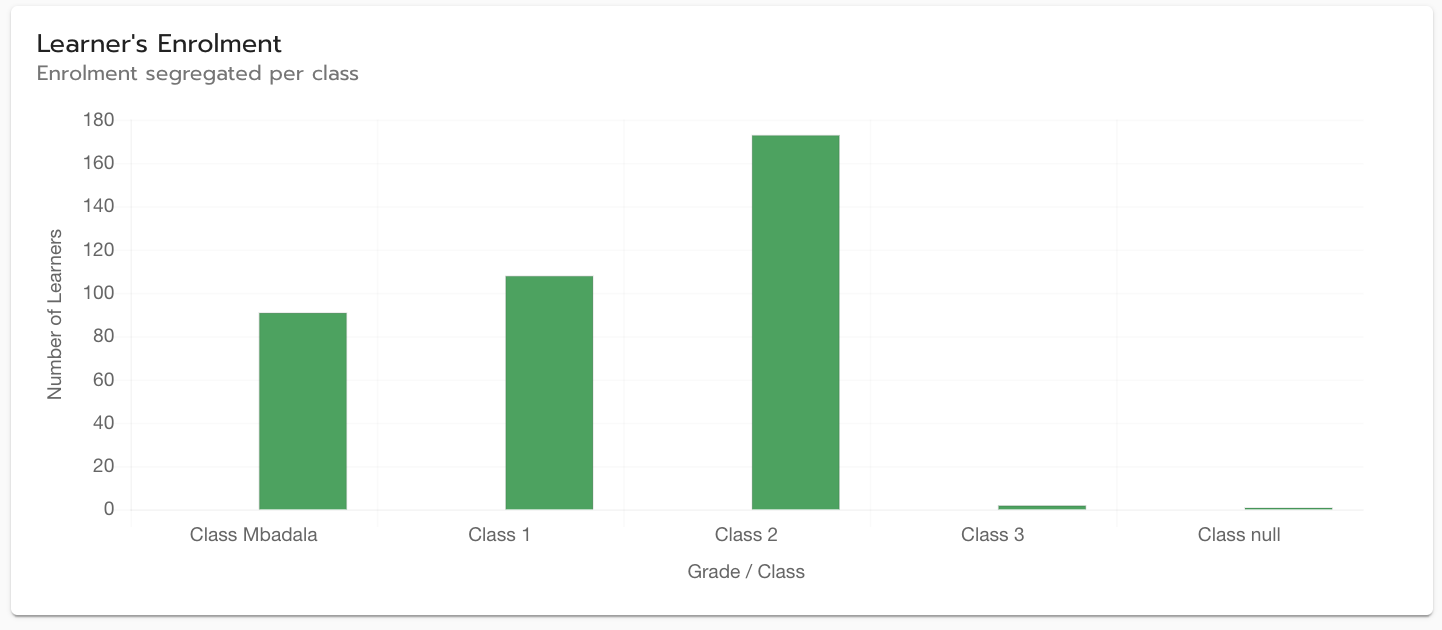 Learner's Enrolment
Enrolment segregated per class
180
160
140
120
100
80
60
40
20
0
Number of Learners
Class Mbadala
Class 1
Class 2
Class 3
Class null
Grade / Class